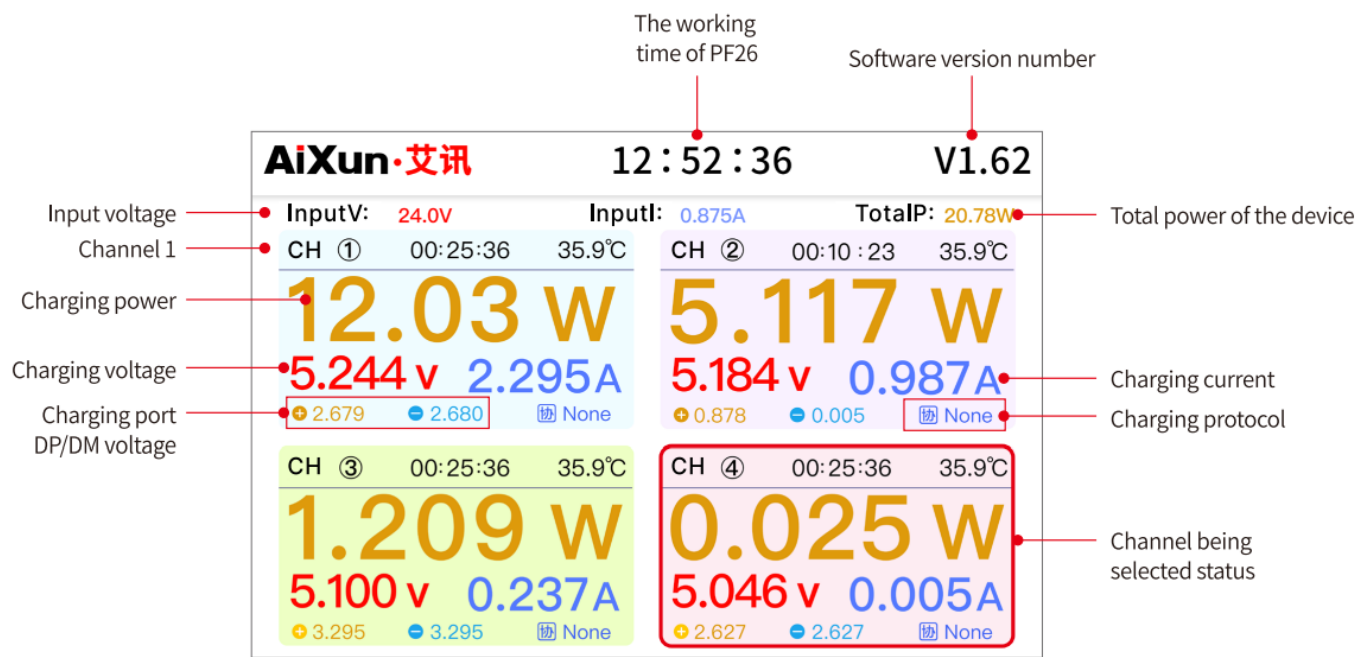 The working
time of PF26
Software version number
AiXun·艾讯 12:52:36 V1.62
Input voltage
InputV: 24.0V InputI: 0.875A TotalP: 20.78W
Total power of the device
Channel 1
CH ① 00:25:36 35.9℃
CH ② 00:10 :23 35.9℃
Charging power
12.03 W
5.117 W
Charging voltage
5.244 v 2.295A
5.184 v 0.987A
Charging current
Charging port
DP/DM voltage
+ 2.679 - 2.680 协 None
+ 0.878 - 0.005 协 None
Charging protocol
CH ③ 00:25:36 35.9℃
CH ④ 00:25:36 35.9℃
1.209 W
0.025 W
Channel being
selected status
5.100 v 0.237A
5.046 v 0.005A
+ 3.295 - 3.295 协 None
+ 2.627 - 2.627 协 None